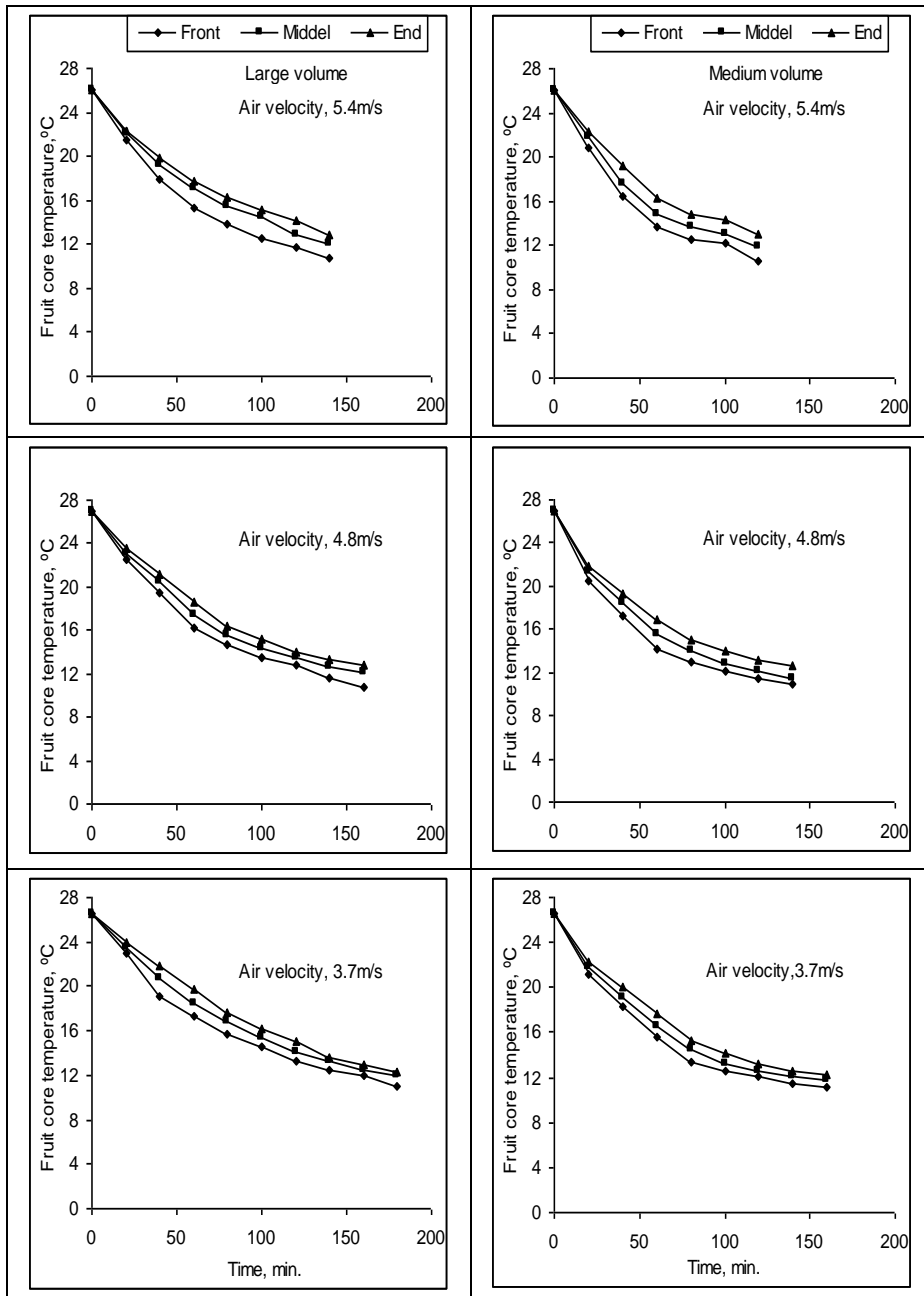 Front Middel End
Large volume
Air velocity, 5.4m/s
Fruit core temperature,ºC
28
24
20
16
12
8
4
0
0 50 100 150 200
Front Middel End
Medium volume
Air velocity, 5.4m/s
Fruit core temperature, ºC
28
24
20
16
12
8
4
0
0 50 100 150 200
Air velocity, 4.8m/s
Fruit core temperature, ºC
28
24
20
16
12
8
4
0
0 50 100 150 200
Air velocity, 4.8m/s
Fruit core temperature, ºC
28
24
20
16
12
8
4
0
0 50 100 150 200
Air velocity, 3.7m/s
Fruit core temperature, ºC
28
24
20
16
12
8
4
0
0 50 100 150 200
Time, min.
Air velocity,3.7m/s
Fruit core temperature, ºC
28
24
20
16
12
8
4
0
0 50 100 150 200
Time, min.